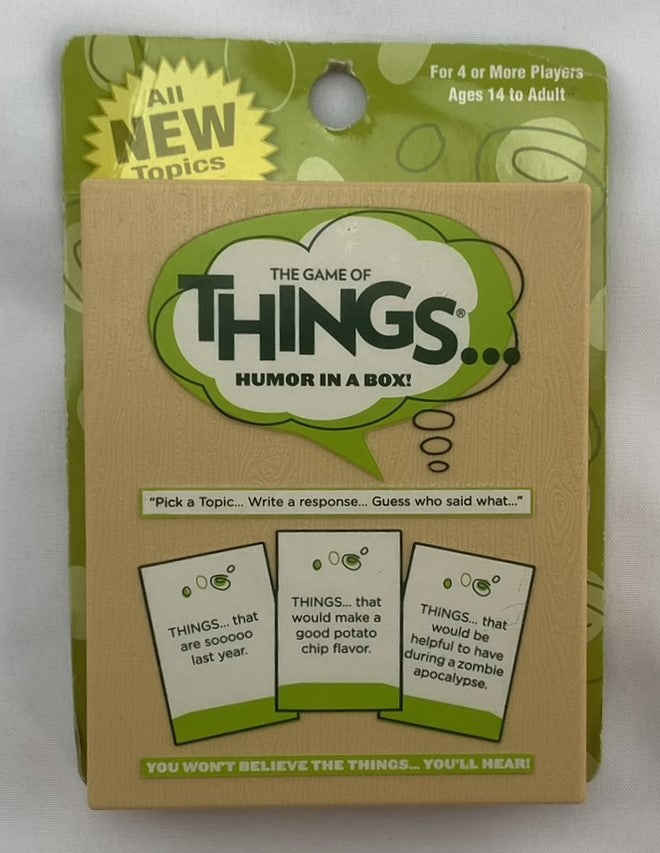 All
NEW
Topics
For 4 or More Players
Ages 14 to Adult
THE GAME OF
THINGS®...
HUMOR IN A BOX!
"Pick a Topic... Write a response... Guess who said what..."
THINGS... that
are sooooo
last year.
THINGS... that
would make a
good potato
chip flavor.
THINGS... that
would be
helpful to have
during a zombie
apocalypse.
YOU WON'T BELIEVE THE THINGS... YOU'LL HEAR!